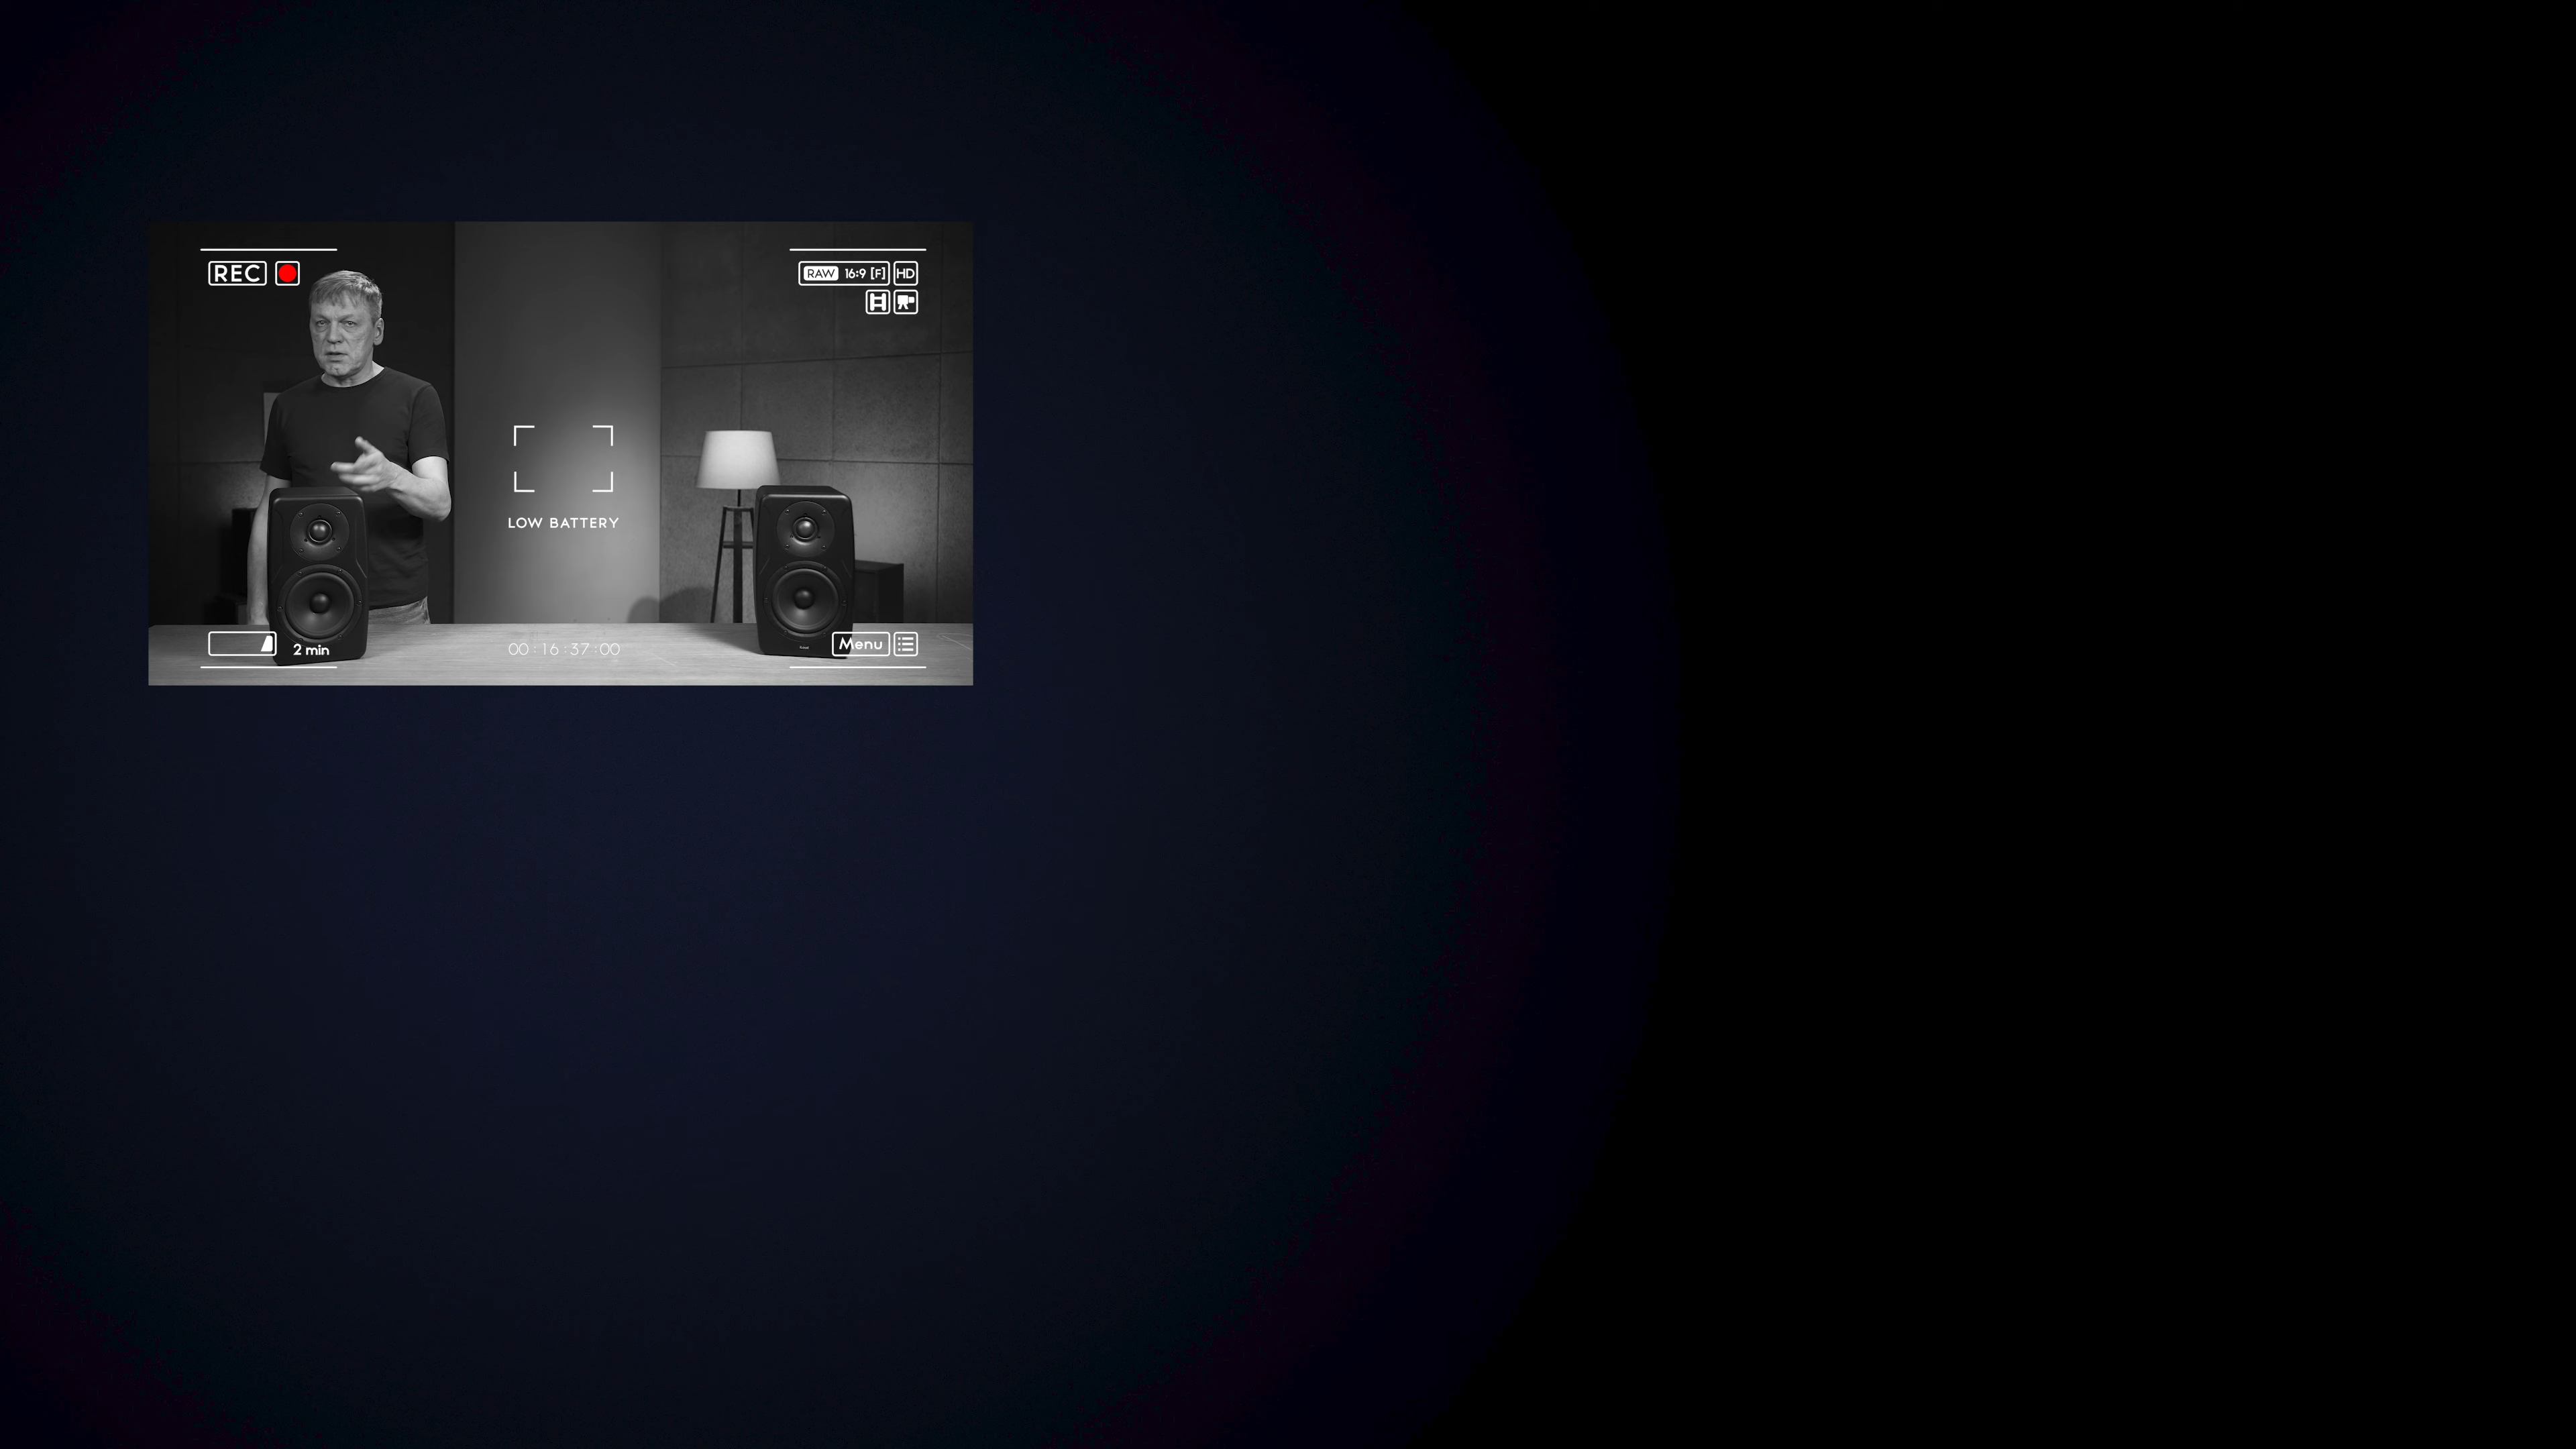 REC
RAW 16:9 [F] HD
LOW BATTERY
2 min
00:16:37:00
Menu